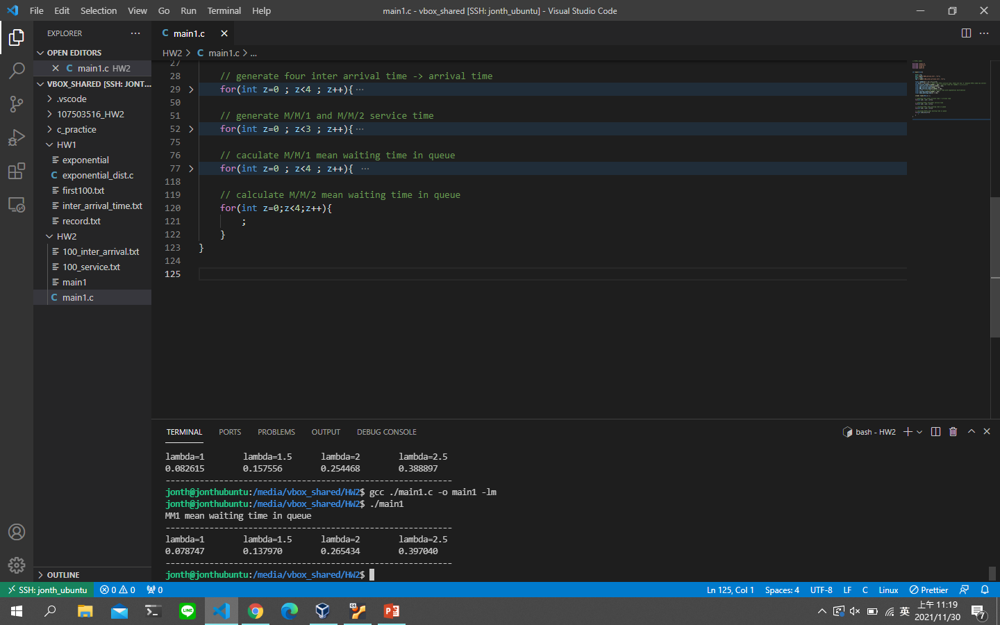 File Edit Selection View Go Run Terminal Help
main1.c - vbox_shared [SSH: jonth_ubuntu] - Visual Studio Code
EXPLORER ···
OPEN EDITORS
main1.c HW2
VBOX_SHARED [SSH: JONT...
.vscode
107503516_HW2
c_practice
HW1
exponential
exponential_dist.c
first100.txt
inter_arrival_time.txt
record.txt
HW2
100_inter_arrival.txt
100_service.txt
main1
main1.c
OUTLINE
main1.c
HW2 > C main1.c > ...
27
28 // generate four inter arrival time -> arrival time
29 for(int z=0 ; z<4 ; z++){···
50
51 // generate M/M/1 and M/M/2 service time
52 for(int z=0 ; z<3 ; z++){···
75
76 // caculate M/M/1 mean waiting time in queue
77 for(int z=0 ; z<4 ; z++){ ···
118
119 // calculate M/M/2 mean waiting time in queue
120 for(int z=0;z<4;z++){
121 ;
122 }
123 }
124
125
TERMINAL PORTS PROBLEMS OUTPUT DEBUG CONSOLE
bash - HW2
lambda=1 lambda=1.5 lambda=2 lambda=2.5
0.082615 0.157556 0.254468 0.388897
-----------------------------------------------------------
jonth@jonthubuntu:/media/vbox_shared/HW2$ gcc ./main1.c -o main1 -lm
jonth@jonthubuntu:/media/vbox_shared/HW2$ ./main1
MM1 mean waiting time in queue
-----------------------------------------------------------
lambda=1 lambda=1.5 lambda=2 lambda=2.5
0.078747 0.137970 0.265434 0.397040
-----------------------------------------------------------
jonth@jonthubuntu:/media/vbox_shared/HW2$
SSH: jonth_ubuntu 0 0 0
Ln 125, Col 1 Spaces: 4 UTF-8 LF C Linux Prettier
英
上午 11:19
2021/11/30
7